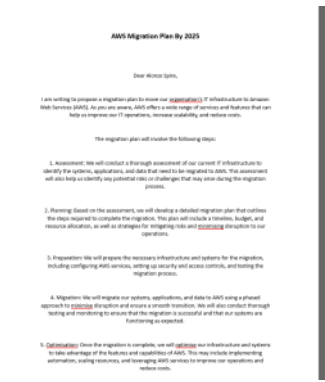 AWS Migration Plan By 2025
Dear Alonzo Spire,
I am writing to propose a migration plan to move our organisation's IT infrastructure to Amazon
Web Services (AWS). As you are aware, AWS offers a wide range of services and features that can
help us improve our IT operations, increase scalability, and reduce costs.
The migration plan will involve the following steps:
1. Assessment: We will conduct a thorough assessment of our current IT infrastructure to
identify the systems, applications, and data that need to be migrated to AWS. This assessment
will also help us identify any potential risks or challenges that may arise during the migration
process.
2. Planning: Based on the assessment, we will develop a detailed migration plan that outlines
the steps required to complete the migration. This plan will include a timeline, budget, and
resource allocation, as well as strategies for mitigating risks and minimising disruption to our
operations.
3. Preparation: We will prepare the necessary infrastructure and systems for the migration,
including configuring AWS services, setting up security and access controls, and testing the
migration process.
4. Migration: We will migrate our systems, applications, and data to AWS using a phased
approach to minimise disruption and ensure a smooth transition. We will also conduct thorough
testing and monitoring to ensure that the migration is successful and that our systems are
functioning as expected.
5. Optimisation: Once the migration is complete, we will optimise our infrastructure and systems
to take advantage of the features and capabilities of AWS. This may include implementing
automation, scaling resources, and leveraging AWS services to improve our operations and
reduce costs.